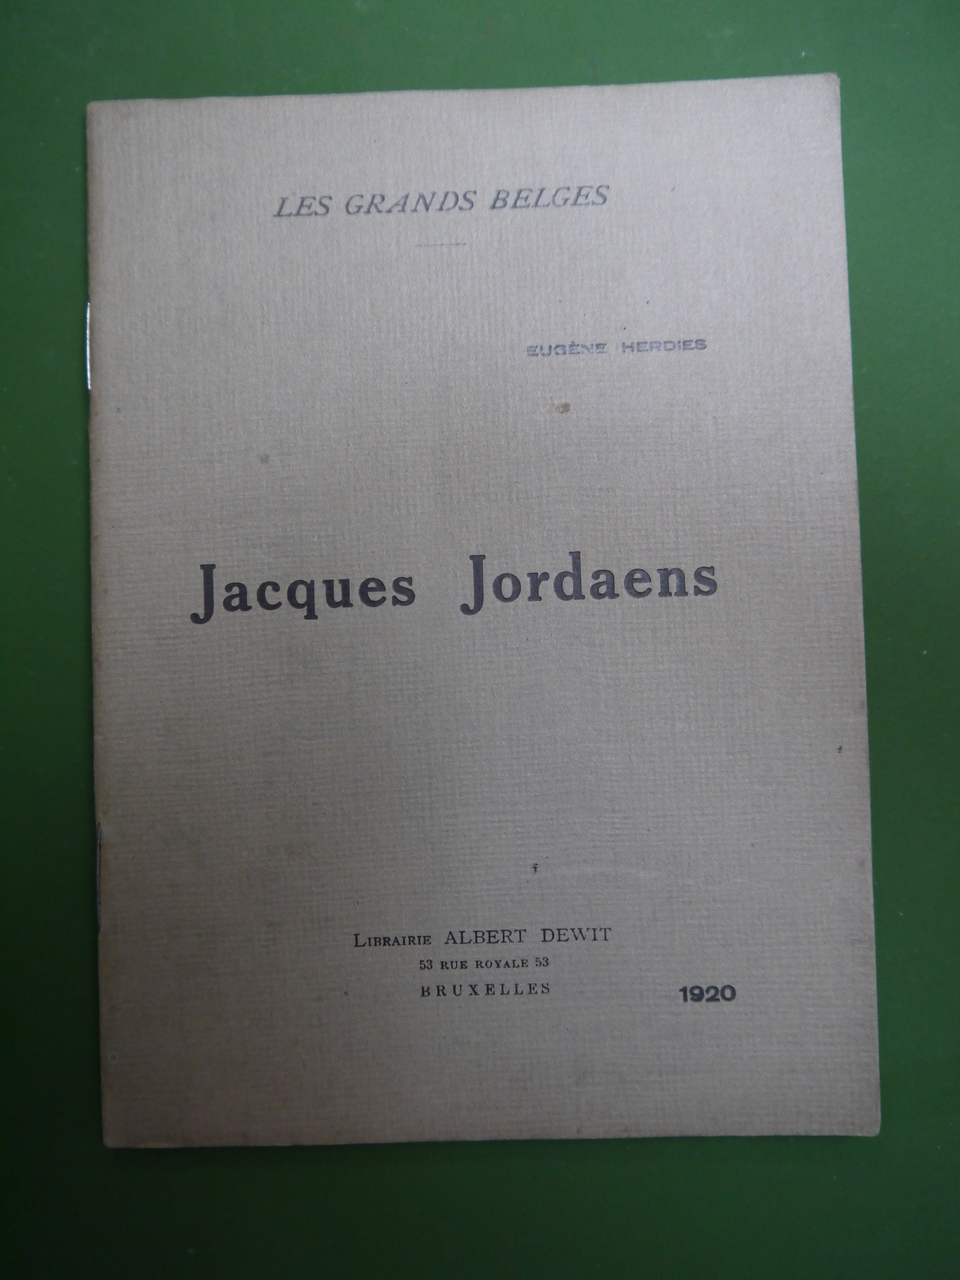 LES GRANDS BELGES
EUGÈNE HERDIES
Jacques Jordaens
LIBRAIRIE ALBERT DEWIT
53 RUE ROYALE 53
BRUXELLES
1920